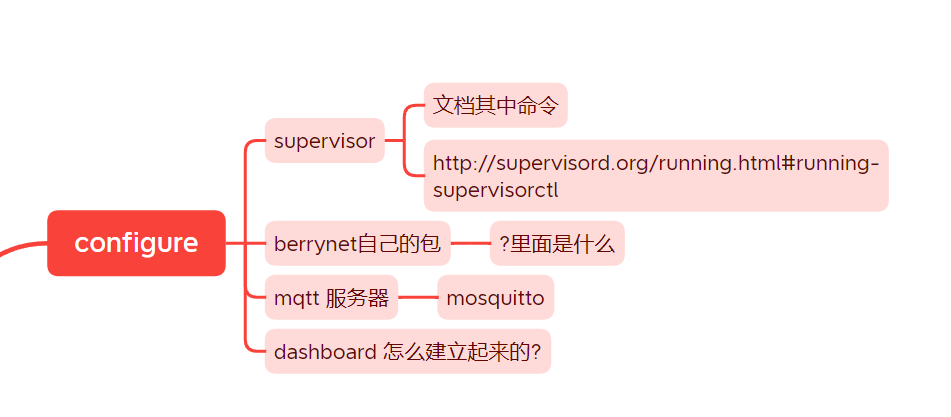 configure
supervisor
文档其中命令
http://supervisord.org/running.html#running-
supervisorctl
berrynet自己的包
?里面是什么
mqtt 服务器
mosquitto
dashboard 怎么建立起来的?